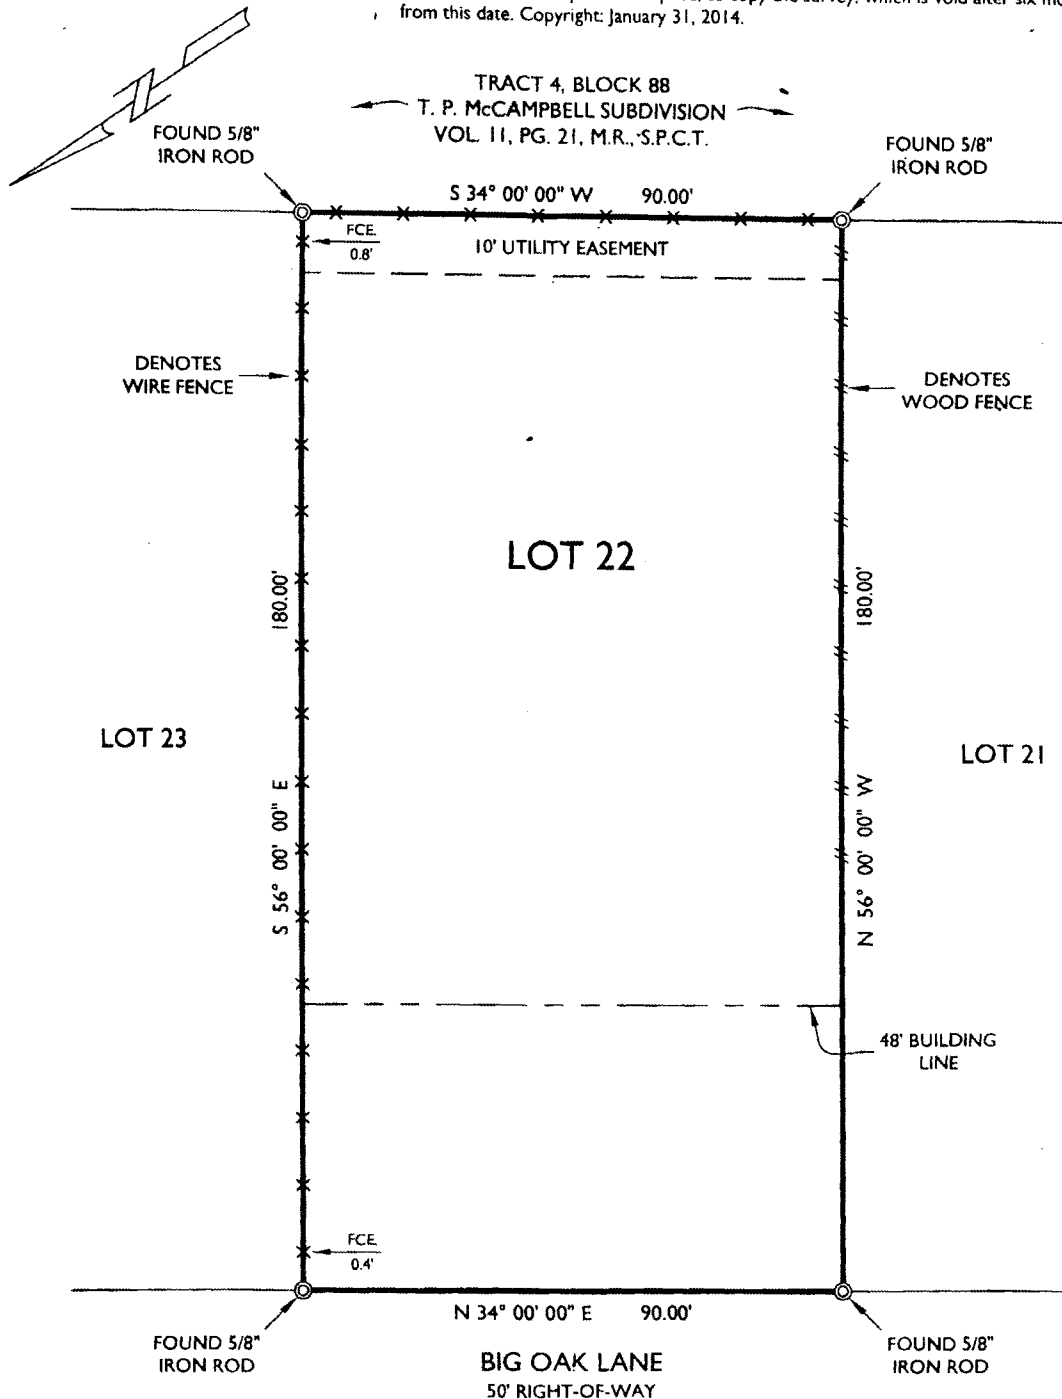 from this date. Copyright: January 31, 2014.
TRACT 4, BLOCK 88
T. P. McCAMPBELL SUBDIVISION
VOL. 11, PG. 21, M.R., S.P.C.T.
FOUND 5/8"
IRON ROD
FOUND 5/8"
IRON ROD
S 34° 00' 00" W 90.00'
FCE.
0.8'
10' UTILITY EASEMENT
DENOTES
WIRE FENCE
DENOTES
WOOD FENCE
LOT 22
180.00'
180.00'
LOT 23
LOT 21
S 56° 00' 00" E
N 56° 00' 00" W
48' BUILDING
LINE
FCE.
0.4'
N 34° 00' 00" E 90.00'
FOUND 5/8"
IRON ROD
FOUND 5/8"
IRON ROD
BIG OAK LANE
50' RIGHT-OF-WAY